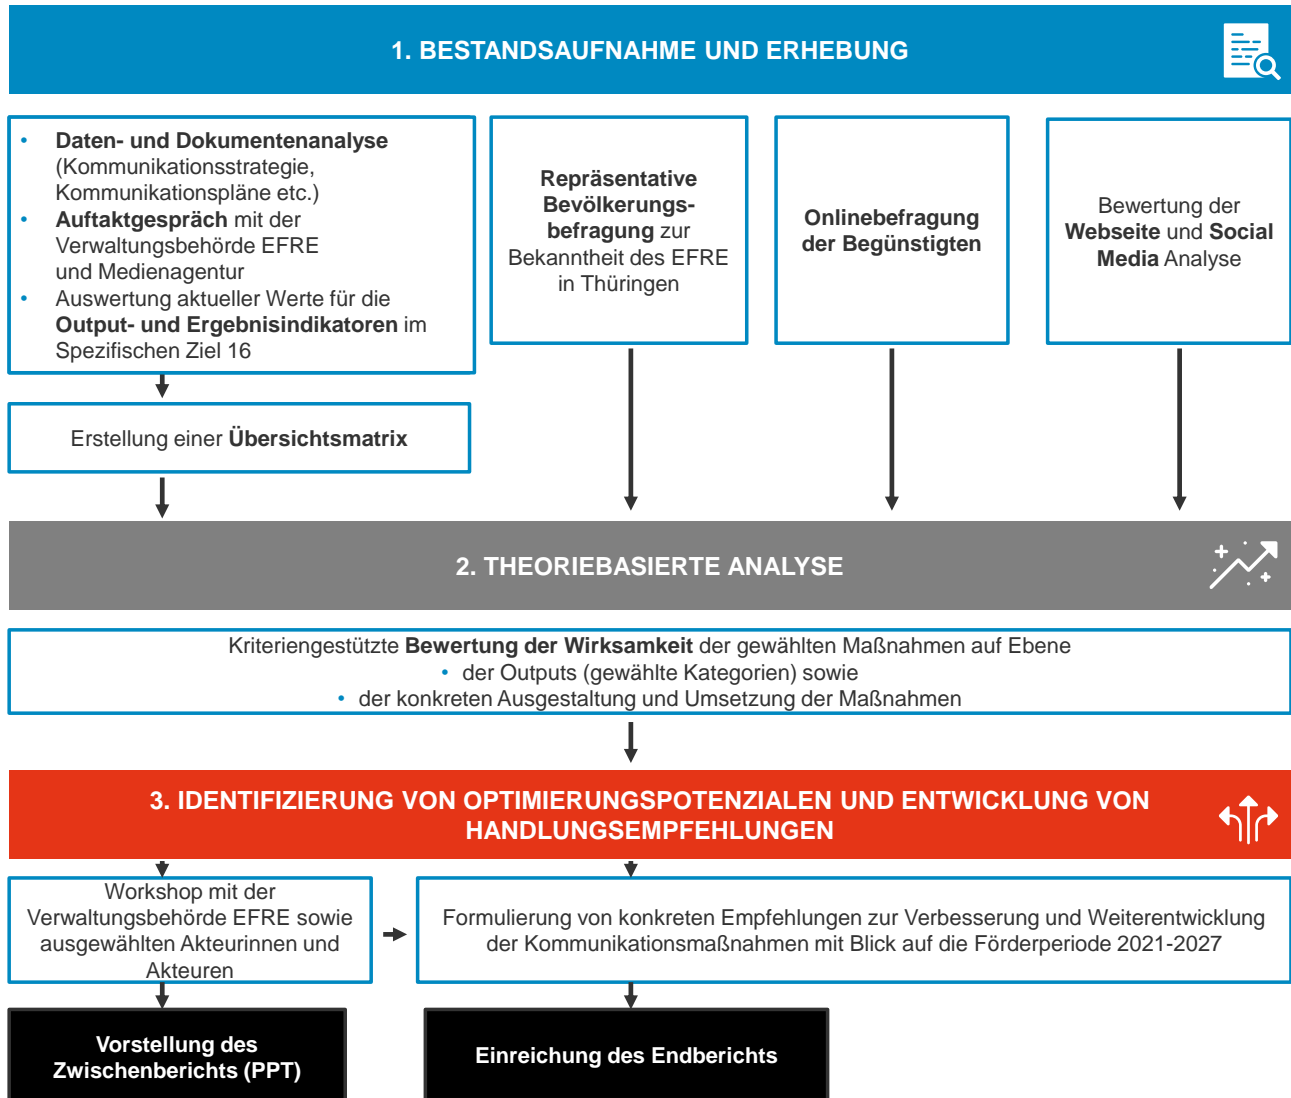 1. BESTANDSAUFNAHME UND ERHEBUNG
• Daten- und Dokumentenanalyse
(Kommunikationsstrategie,
Kommunikationspläne etc.)
• Auftaktgespräch mit der
Verwaltungsbehörde EFRE
und Medienagentur
• Auswertung aktueller Werte für die
Output- und Ergebnisindikatoren im
Spezifischen Ziel 16
Repräsentative
Bevölkerungs-
befragung zur
Bekanntheit des EFRE
in Thüringen
Onlinebefragung
der Begünstigten
Bewertung der
Webseite und Social
Media Analyse
Erstellung einer Übersichtsmatrix
2. THEORIEBASIERTE ANALYSE
Kriteriengestützte Bewertung der Wirksamkeit der gewählten Maßnahmen auf Ebene
• der Outputs (gewählte Kategorien) sowie
• der konkreten Ausgestaltung und Umsetzung der Maßnahmen
3. IDENTIFIZIERUNG VON OPTIMIERUNGSPOTENZIALEN UND ENTWICKLUNG VON
HANDLUNGSEMPFEHLUNGEN
Workshop mit der
Verwaltungsbehörde EFRE sowie
ausgewählten Akteurinnen und
Akteuren
Formulierung von konkreten Empfehlungen zur Verbesserung und Weiterentwicklung
der Kommunikationsmaßnahmen mit Blick auf die Förderperiode 2021-2027
Vorstellung des
Zwischenberichts (PPT)
Einreichung des Endberichts